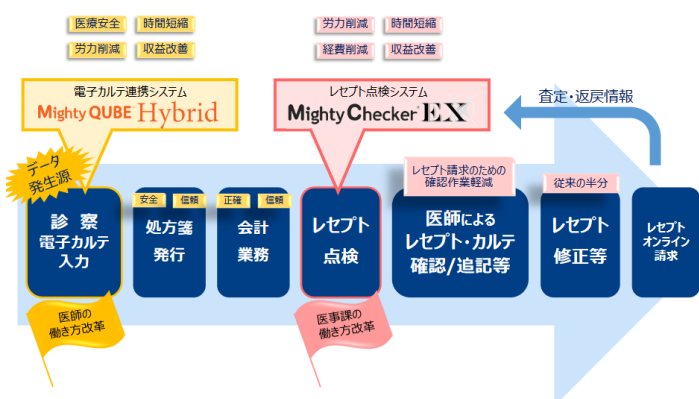 医療安全 時間短縮
労力削減 収益改善
労力削減 時間短縮
経費削減 収益改善
電子カルテ連携システム
Mighty QUBE Hybrid
レセプト点検システム
Mighty Checker EX
査定・返戻情報
データ
発生源
診 察
電子カルテ
入力
安全 信頼
処方箋
発行
正確 信頼
会計
業務
レセプト
点検
レセプト請求のための
確認作業軽減
医師による
レセプト・カルテ
確認/追記等
従来の半分
レセプト
修正等
レセプト
オンライン
請求
医師の
働き方改革
医事課の
働き方改革